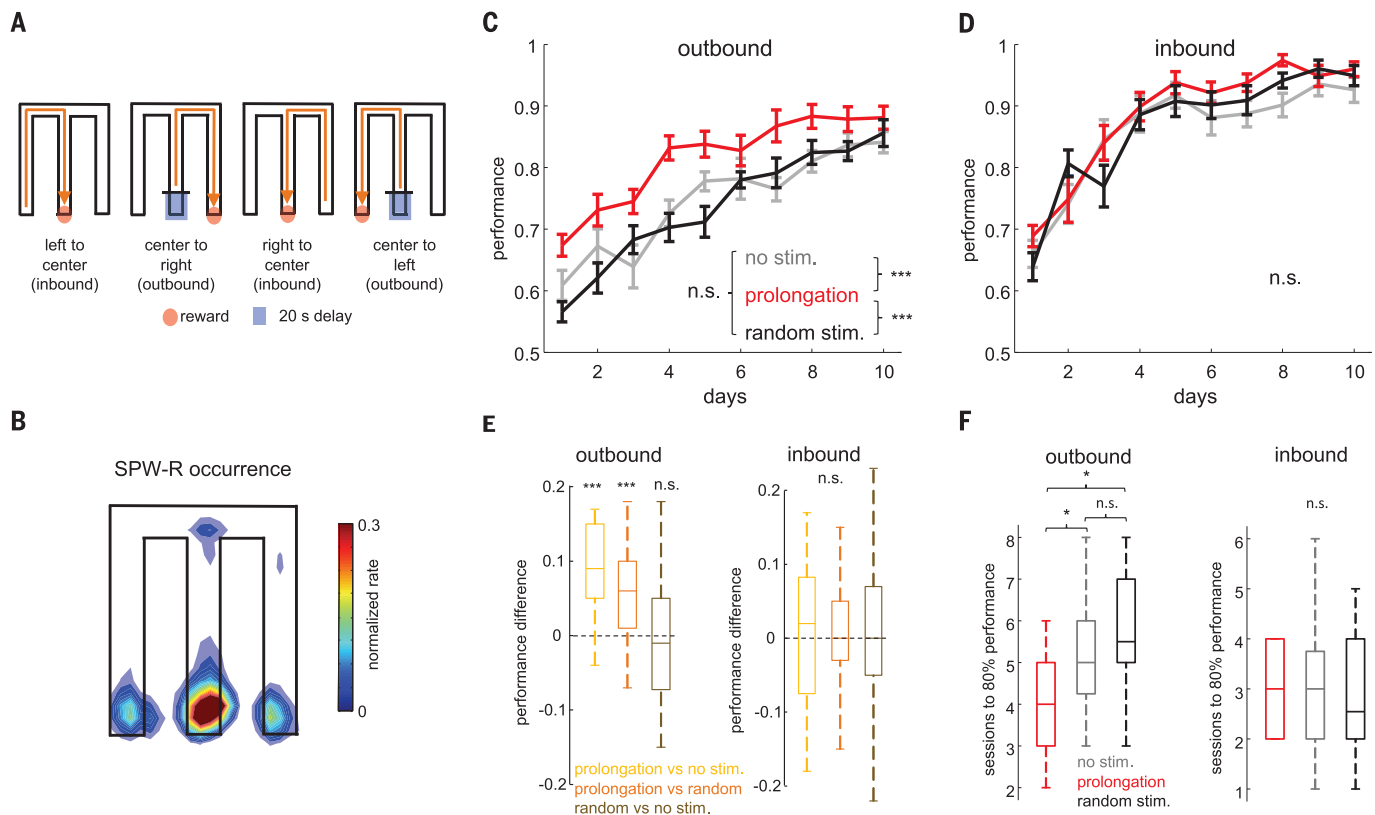 A
left to
center
(inbound)
center to
right
(outbound)
right to
center
(inbound)
center to
left
(outbound)
reward
20 s delay
B
SPW-R occurrence
0.3
normalized rate
0
C
outbound
1
0.9
0.8
0.7
0.6
0.5
performance
2
4
6
8
10
days
n.s.
no stim.
prolongation
random stim.
***
***
D
inbound
1
0.9
0.8
0.7
0.6
0.5
performance
2
4
6
8
10
days
n.s.
E
outbound
*** *** n.s.
0.2
0.1
0
-0.1
-0.2
performance difference
prolongation vs no stim.
prolongation vs random
random vs no stim.
inbound
n.s.
0.2
0.1
0
-0.1
-0.2
performance difference
F
outbound
*
n.s.
*
8
7
6
5
4
3
2
sessions to 80% performance
no stim.
prolongation
random stim.
inbound
n.s.
6
5
4
3
2
1
sessions to 80% performance